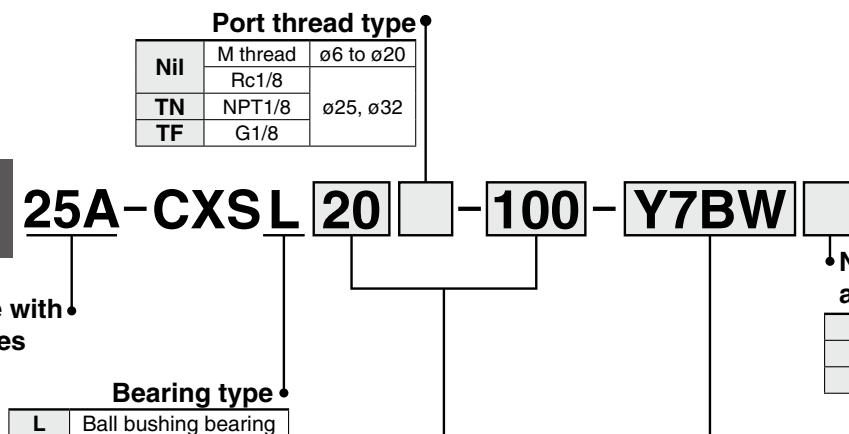 Port thread type
Nil M thread ø6 to ø20
Rc1/8 ø25, ø32
TN NPT1/8
TF G1/8
25A-CXSL 20 - 100 - Y7BW
with
Bearing type
L Ball bushing bearing